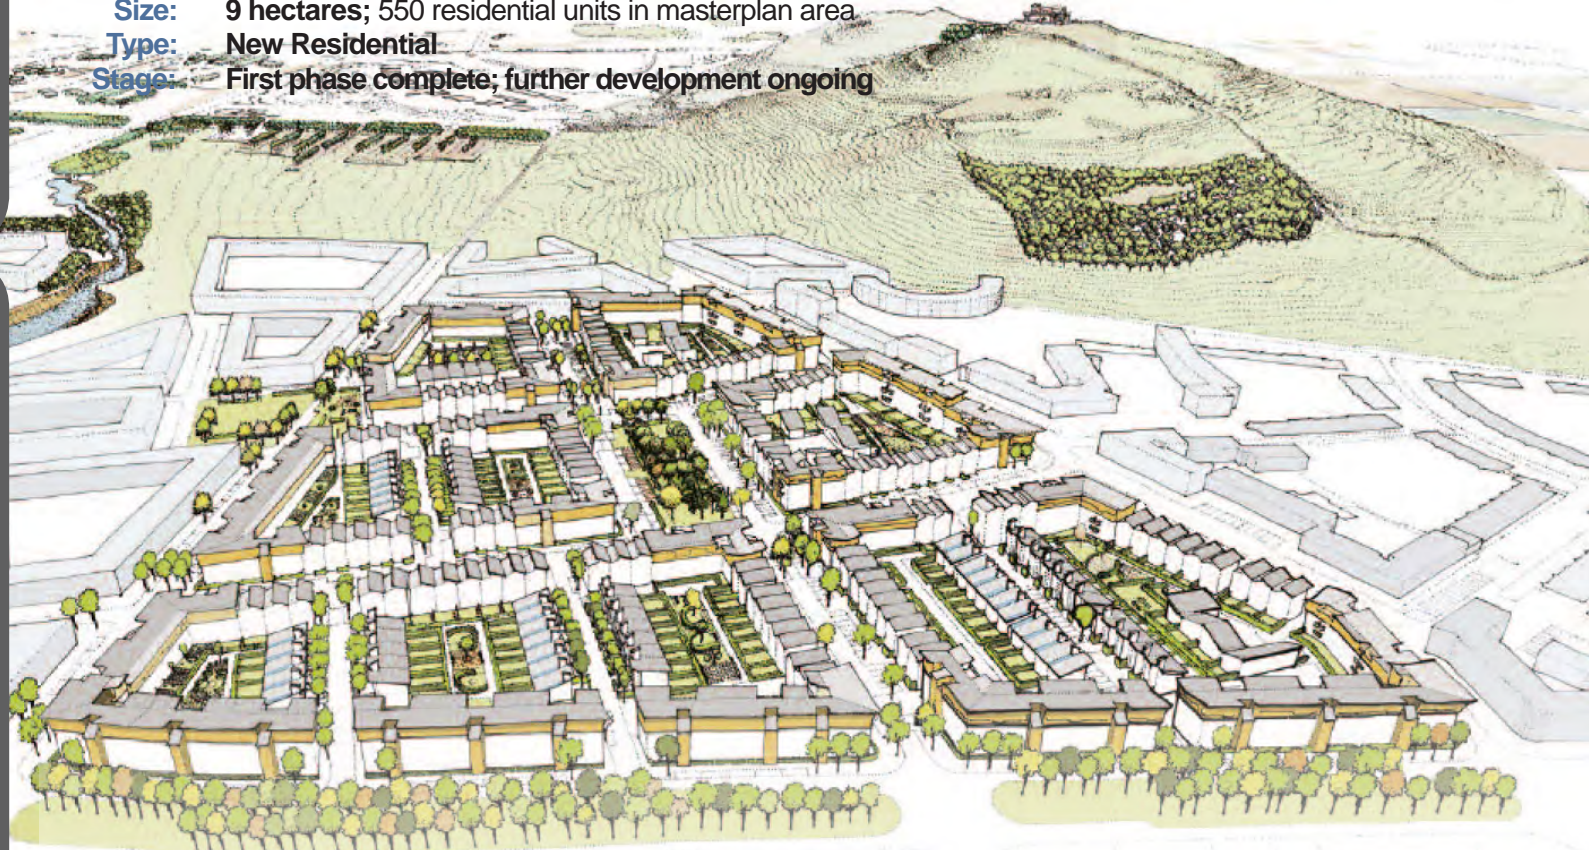 Size: 9 hectares; 550 residential units in masterplan area
Type: New Residential
Stage: First phase complete; further development ongoing